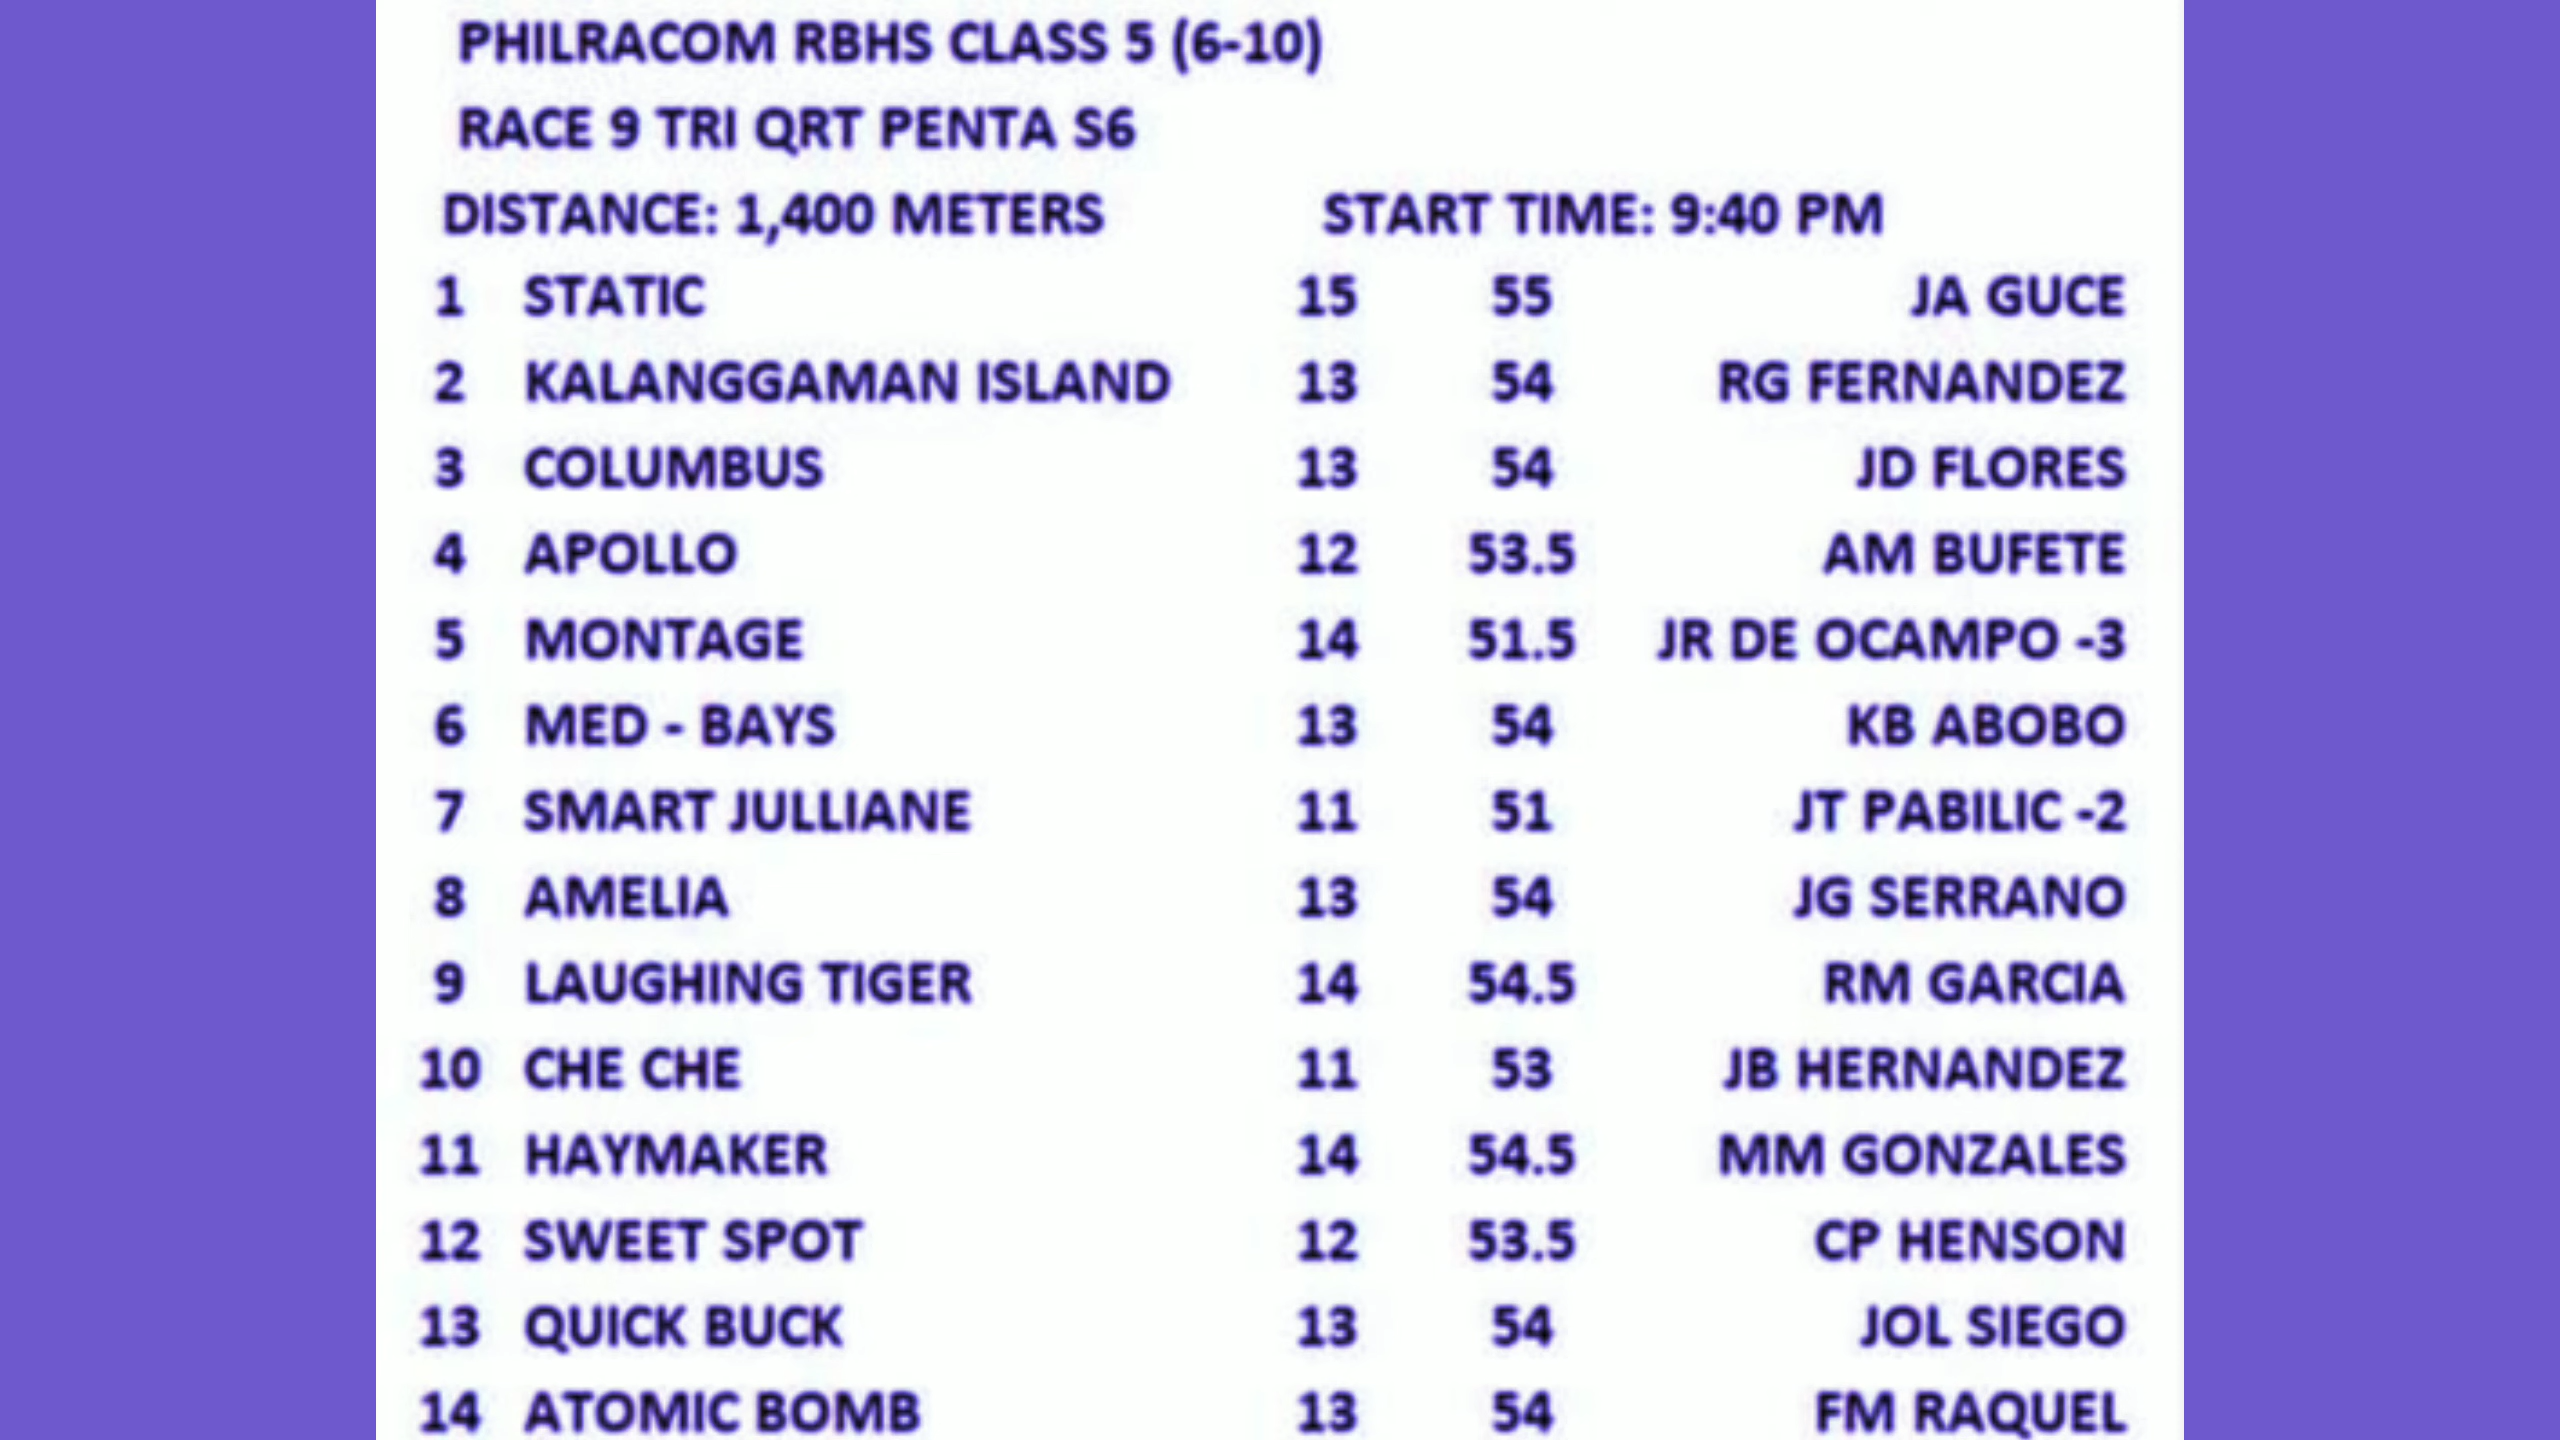 PHILRACOM RBHS CLASS 5 (6-10)
RACE 9 TRI QRT PENTA S6
DISTANCE: 1,400 METERS START TIME: 9:40 PM
1 STATIC 15 55 JA GUCE
2 KALANGGAMAN ISLAND 13 54 RG FERNANDEZ
3 COLUMBUS 13 54 JD FLORES
4 APOLLO 12 53.5 AM BUFETE
5 MONTAGE 14 51.5 JR DE OCAMPO -3
6 MED - BAYS 13 54 KB ABOBO
7 SMART JULLIANE 11 51 JT PABILIC -2
8 AMELIA 13 54 JG SERRANO
9 LAUGHING TIGER 14 54.5 RM GARCIA
10 CHE CHE 11 53 JB HERNANDEZ
11 HAYMAKER 14 54.5 MM GONZALES
12 SWEET SPOT 12 53.5 CP HENSON
13 QUICK BUCK 13 54 JOL SIEGO
14 ATOMIC BOMB 13 54 FM RAQUEL